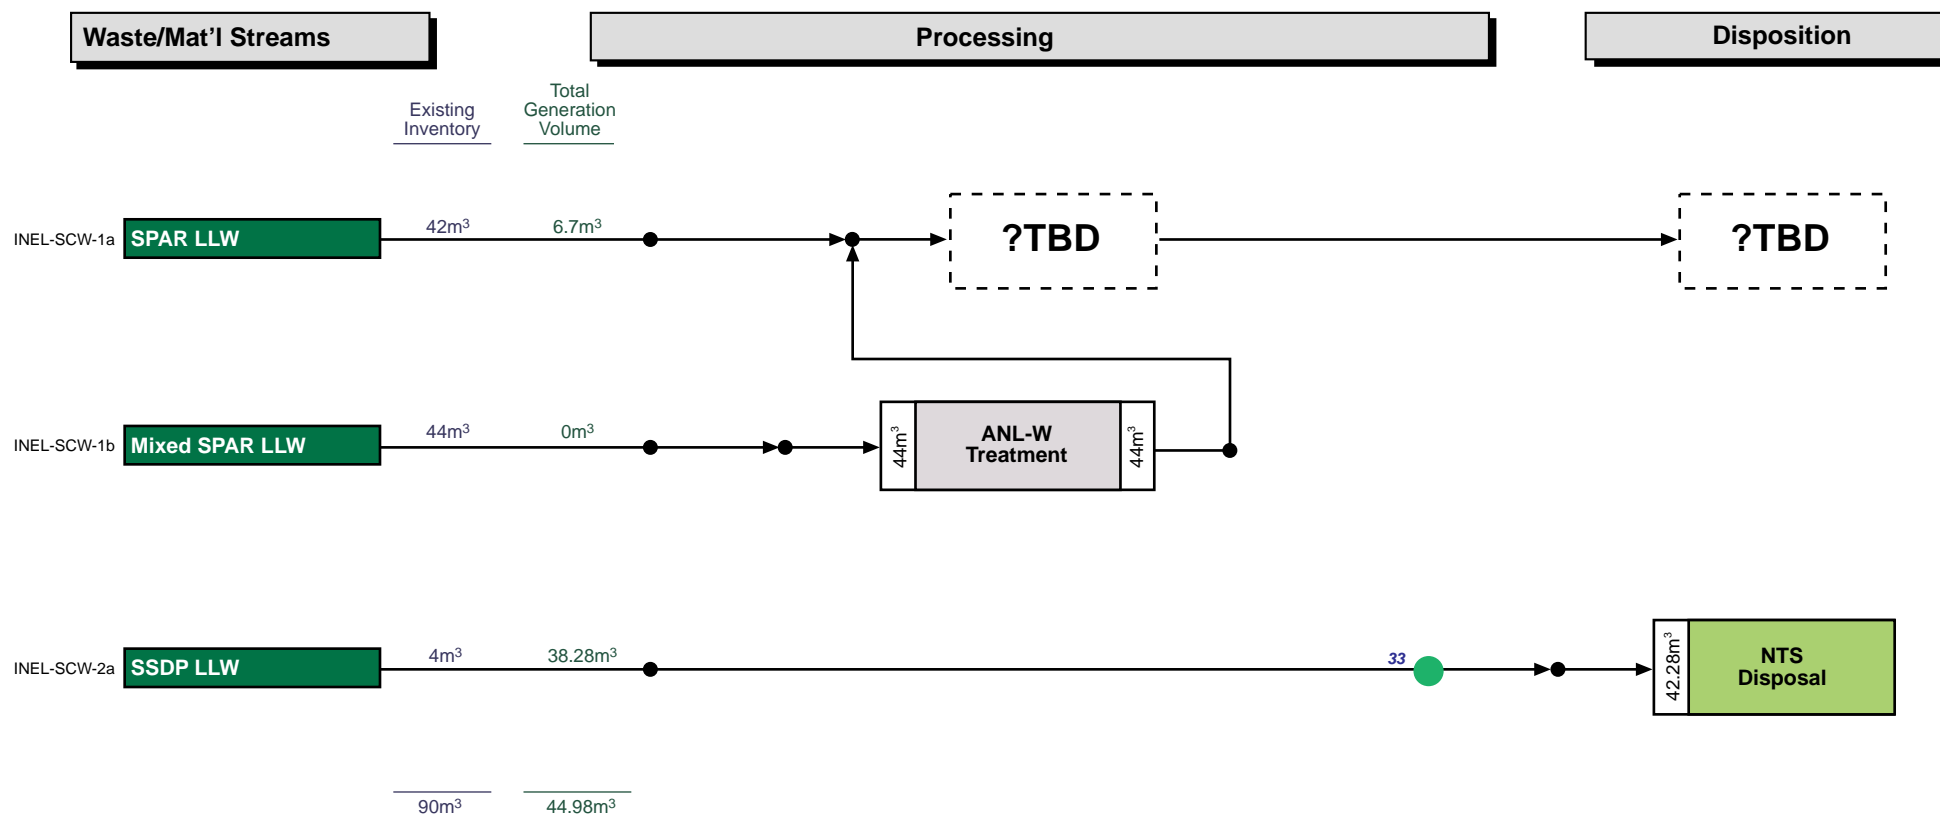 Waste/Mat’l Streams
Processing
Disposition
Existing
Inventory
Total
Generation
Volume
INEL-SCW-1a
SPAR LLW
42m³
6.7m³
?TBD
?TBD
INEL-SCW-1b
Mixed SPAR LLW
44m³
0m³
44m³
ANL-W
Treatment
44m³
INEL-SCW-2a
SSDP LLW
4m³
38.28m³
33
42.28m³
NTS
Disposal
90m³
44.98m³